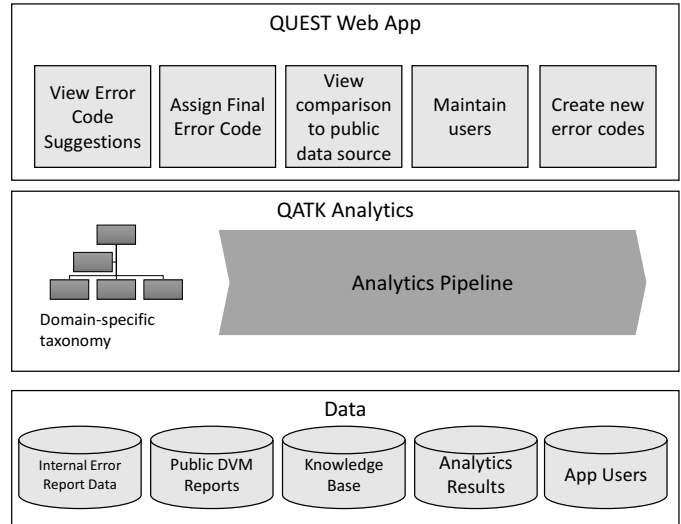 QUEST Web App
View Error
Code
Suggestions
Assign Final
Error Code
View
comparison
to public
data source
Maintain
users
Create new
error codes
QATK Analytics
Analytics Pipeline
Domain-specific
taxonomy
Data
Internal Error
Report Data
Public DVM
Reports
Knowledge
Base
Analytics
Results
App Users